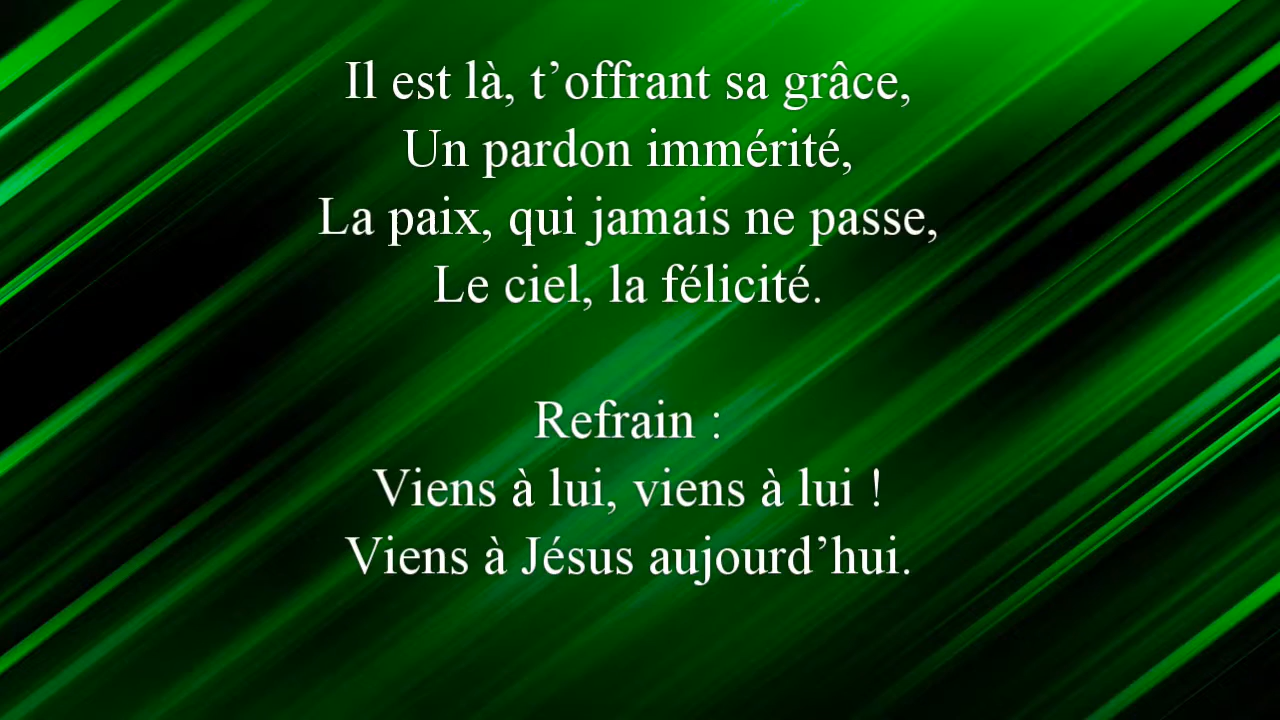 Il est là, t’offrant sa grâce,
Un pardon immérité,
La paix, qui jamais ne passe,
Le ciel, la félicité.
Refrain :
Viens à lui, viens à lui !
Viens à Jésus aujourd’hui.